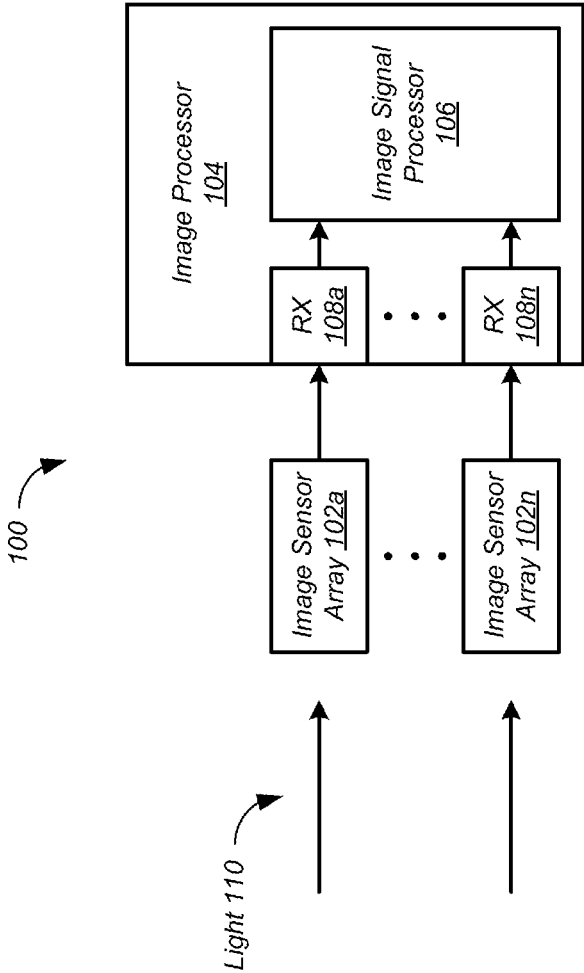 100
Light 110
Image Sensor
Array 102a
Image Sensor
Array 102n
RX
108a
RX
108n
Image Processor
104
Image Signal
Processor
106